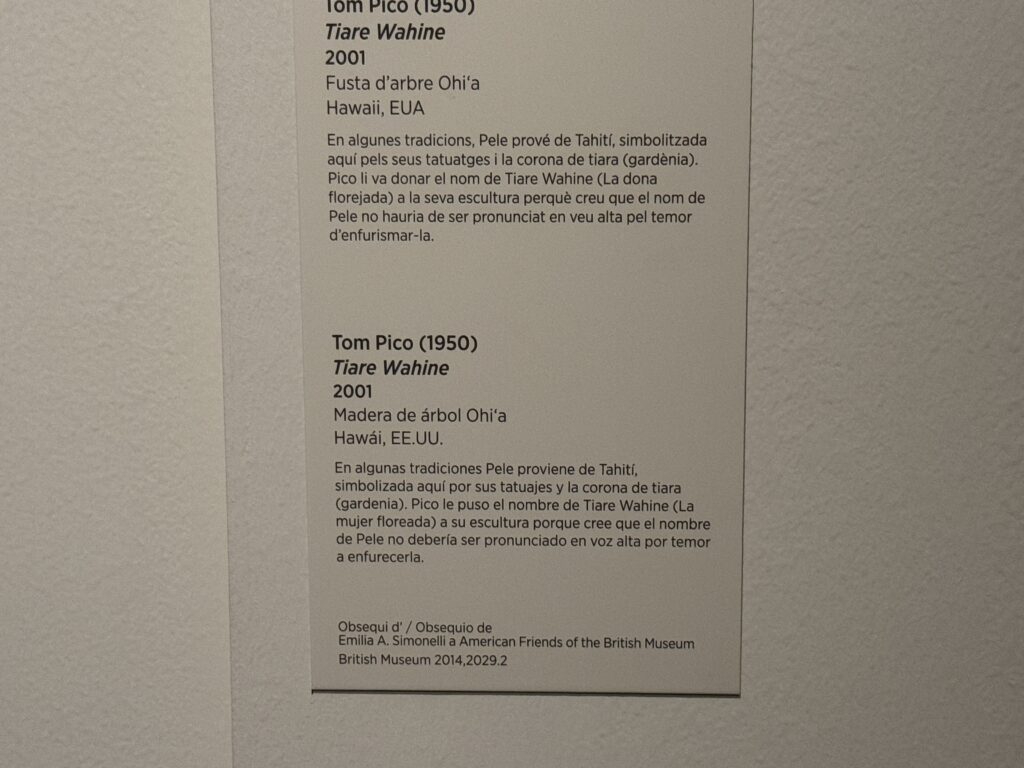 Tom Pico (1950)
Tiare Wahine
2001
Fusta d'arbre Ohi‘a
Hawaii, EUA
En algunes tradicions, Pele prové de Tahití, simbolitzada
aquí pels seus tatuatges i la corona de tiara (gardènia).
Pico li va donar el nom de Tiare Wahine (La dona
florejada) a la seva escultura perquè creu que el nom de
Pele no hauria de ser pronunciat en veu alta pel temor
d'enfurismar-la.
Tom Pico (1950)
Tiare Wahine
2001
Madera de árbol Ohi‘a
Hawái, EE.UU.
En algunas tradiciones Pele proviene de Tahití,
simbolizada aquí por sus tatuajes y la corona de tiara
(gardenia). Pico le puso el nombre de Tiare Wahine (La
mujer floreada) a su escultura porque cree que el nombre
de Pele no debería ser pronunciado en voz alta por temor
a enfurecerla.
Obsequi d' / Obsequio de
Emilia A. Simonelli a American Friends of the British Museum
British Museum 2014,2029.2